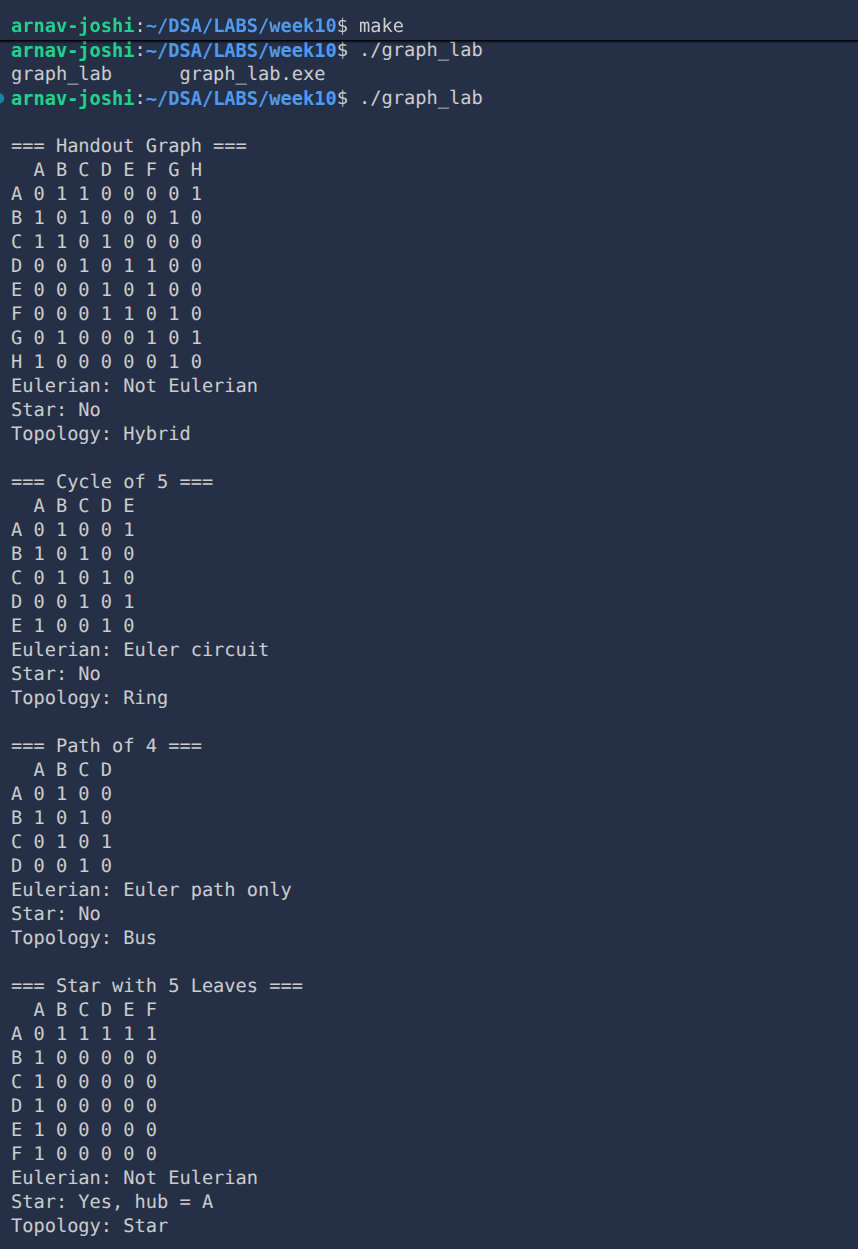 arnav-joshi:~/DSA/LABS/week10$ make
arnav-joshi:~/DSA/LABS/week10$ ./graph_lab
graph_lab      graph_lab.exe
arnav-joshi:~/DSA/LABS/week10$ ./graph_lab

=== Handout Graph ===
  A B C D E F G H
A 0 1 1 0 0 0 0 1
B 1 0 1 0 0 0 1 0
C 1 1 0 1 0 0 0 0
D 0 0 1 0 1 1 0 0
E 0 0 0 1 0 1 0 0
F 0 0 0 1 1 0 1 0
G 0 1 0 0 0 1 0 1
H 1 0 0 0 0 0 1 0
Eulerian: Not Eulerian
Star: No
Topology: Hybrid

=== Cycle of 5 ===
  A B C D E
A 0 1 0 0 1
B 1 0 1 0 0
C 0 1 0 1 0
D 0 0 1 0 1
E 1 0 0 1 0
Eulerian: Euler circuit
Star: No
Topology: Ring

=== Path of 4 ===
  A B C D
A 0 1 0 0
B 1 0 1 0
C 0 1 0 1
D 0 0 1 0
Eulerian: Euler path only
Star: No
Topology: Bus

=== Star with 5 Leaves ===
  A B C D E F
A 0 1 1 1 1 1
B 1 0 0 0 0 0
C 1 0 0 0 0 0
D 1 0 0 0 0 0
E 1 0 0 0 0 0
F 1 0 0 0 0 0
Eulerian: Not Eulerian
Star: Yes, hub = A
Topology: Star